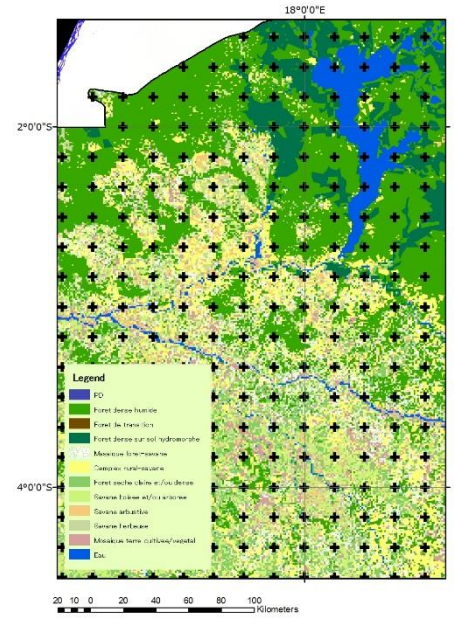 18°0'0"E
2°0'0"S
Legend
PD
Foret dense humide
Foret de transition
Foret dense sur sol hydromorphe
Mosaique foret-savane
Complex rural-savane
Foret seche claire et/ou dense
Savane boisee et/ou arboree
Savane arbustive
Savane herbeuse
Mosaique terre cultivee/vegetal
Eau
4°0'0"S
20 10 0 20 40 60 80 100
Kilometers